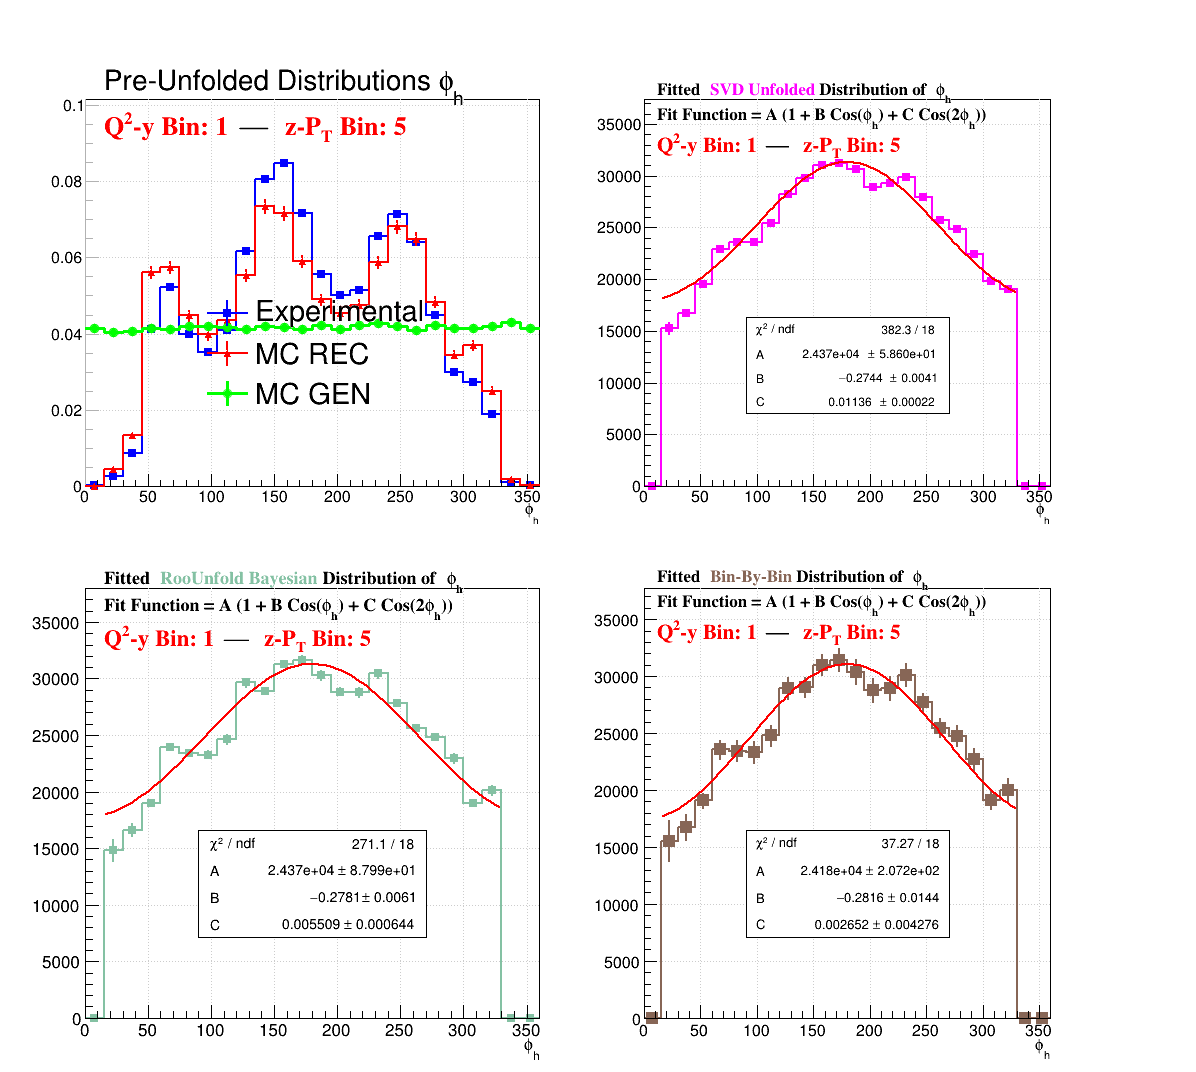 Pre-Unfolded Distributions ϕh
Q²-y Bin: 1 — z-PT Bin: 5
0.1
0.08
0.06
0.04
0.02
0
Experimental
MC REC
MC GEN
0 50 100 150 200 250 300
ϕh
Fitted SVD Unfolded Distribution of ϕh
Fit Function = A (1 + B Cos(ϕh) + C Cos(2ϕh))
Q²-y Bin: 1 — z-PT Bin: 5
35000
30000
25000
20000
15000
10000
5000
0
χ² / ndf 382.3 / 18
A 2.437e+04 ± 5.860e+01
B −0.2744 ± 0.0041
C 0.01136 ± 0.00022
0 50 100 150 200 250 300 350
ϕh
Fitted RooUnfold Bayesian Distribution of ϕh
Fit Function = A (1 + B Cos(ϕh) + C Cos(2ϕh))
Q²-y Bin: 1 — z-PT Bin: 5
35000
30000
25000
20000
15000
10000
5000
0
χ² / ndf 271.1 / 18
A 2.437e+04 ± 8.799e+01
B −0.2781 ± 0.0061
C 0.005509 ± 0.000644
0 50 100 150 200 250 300
ϕh
Fitted Bin-By-Bin Distribution of ϕh
Fit Function = A (1 + B Cos(ϕh) + C Cos(2ϕh))
Q²-y Bin: 1 — z-PT Bin: 5
35000
30000
25000
20000
15000
10000
5000
0
χ² / ndf 37.27 / 18
A 2.418e+04 ± 2.072e+02
B −0.2816 ± 0.0144
C 0.002652 ± 0.004276
0 50 100 150 200 250 300 350
ϕh